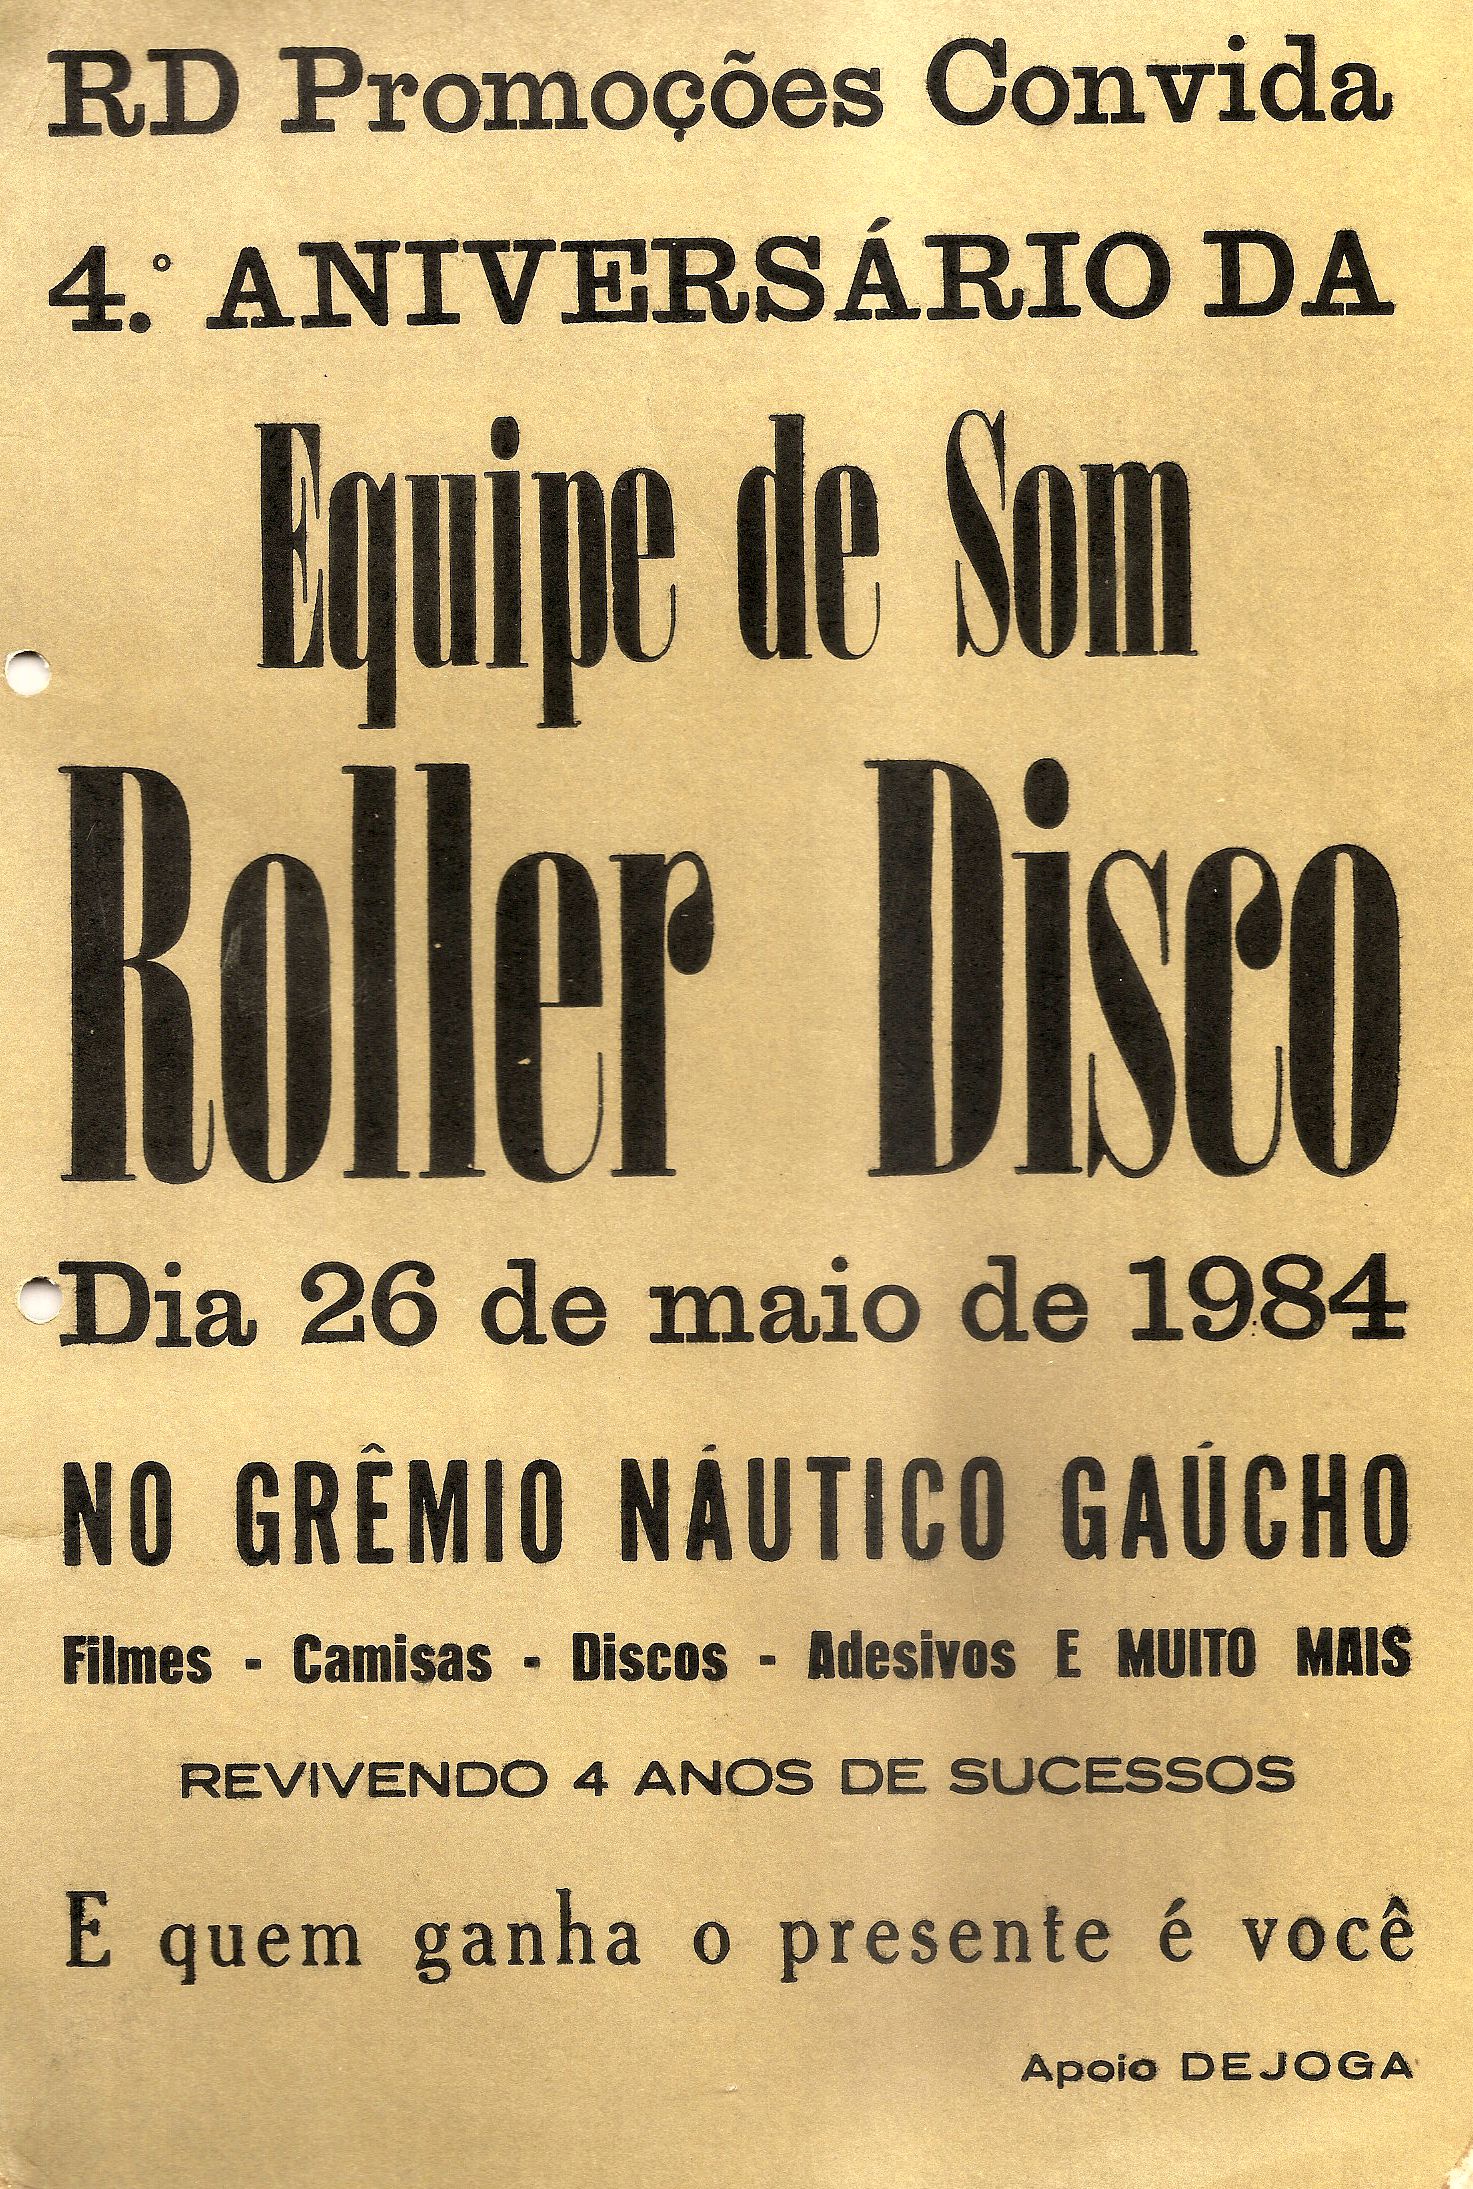 RD Promoções Convida
4.º ANIVERSÁRIO DA
Equipe de Som
Roller Disco
Dia 26 de maio de 1984
NO GRÊMIO NÁUTICO GAÚCHO
Filmes - Camisas - Discos - Adesivos E MUITO MAIS
REVIVENDO 4 ANOS DE SUCESSOS
E quem ganha o presente é você
Apoio DEJOGA